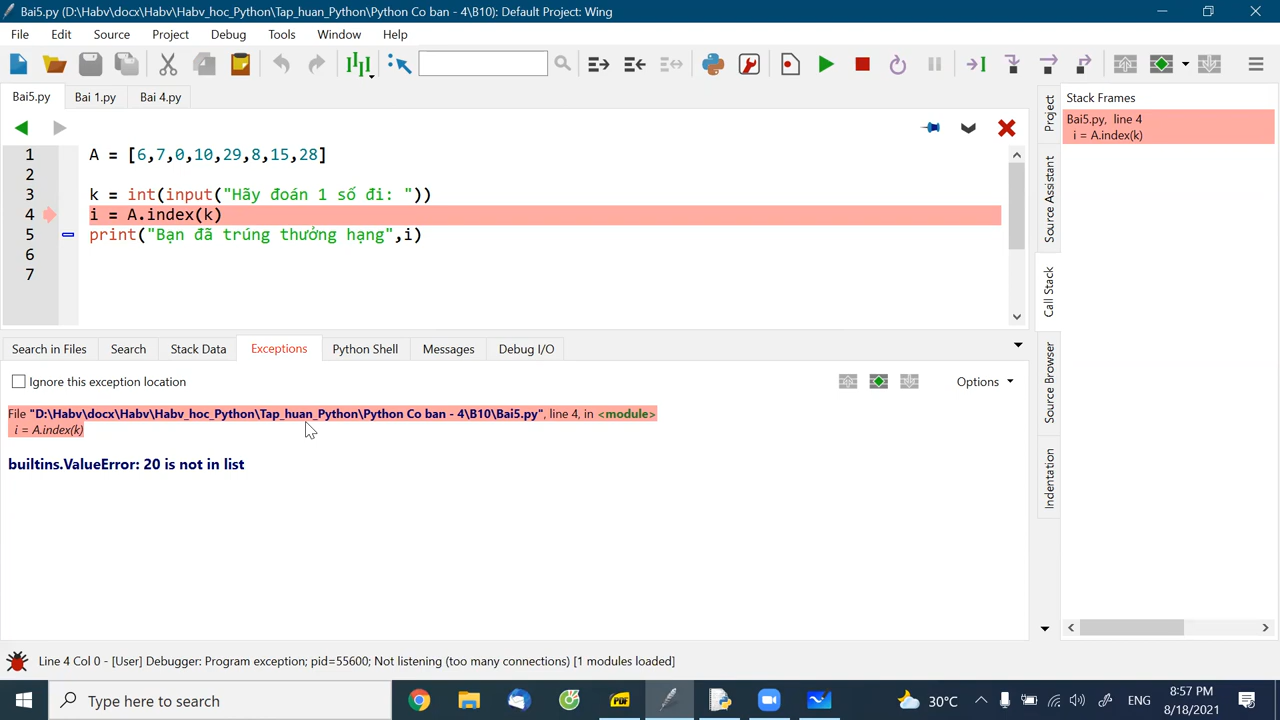 Bai5.py (D:\Habv\docx\Habv\Habv_hoc_Python\Tap_huan_Python\Python Co ban - 4\B10): Default Project: Wing
File Edit Source Project Debug Tools Window Help
Bai5.py Bai 1.py Bai 4.py
1 A = [6,7,0,10,29,8,15,28]
2
3 k = int(input("Hãy đoán 1 số đi: "))
4 i = A.index(k)
5 print("Bạn đã trúng thưởng hạng",i)
6
7
Stack Frames
Bai5.py, line 4
i = A.index(k)
Project
Source Assistant
Call Stack
Source Browser
Indentation
Search in Files Search Stack Data Exceptions Python Shell Messages Debug I/O
Ignore this exception location
Options
File "D:\Habv\docx\Habv\Habv_hoc_Python\Tap_huan_Python\Python Co ban - 4\B10\Bai5.py", line 4, in <module>
i = A.index(k)
builtins.ValueError: 20 is not in list
Line 4 Col 0 - [User] Debugger: Program exception; pid=55600; Not listening (too many connections) [1 modules loaded]
Type here to search
PDF
30°C
ENG
8:57 PM
8/18/2021